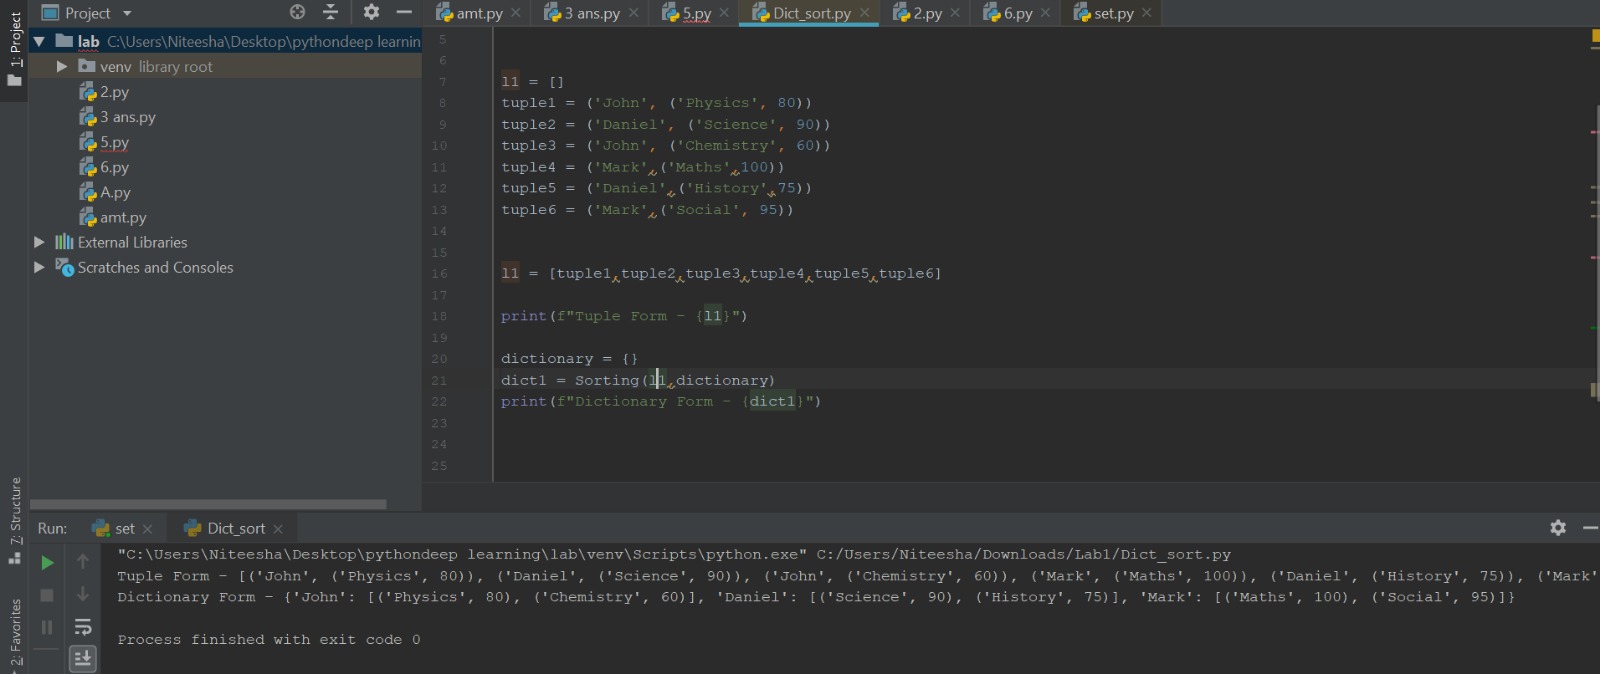 1: Project
Project
lab C:\Users\Niteesha\Desktop\pythondeep learnin
venv library root
2.py
3 ans.py
5.py
6.py
A.py
amt.py
External Libraries
Scratches and Consoles
amt.py
3 ans.py
5.py
Dict_sort.py
2.py
6.py
set.py
5
6
7 l1 = []
8 tuple1 = ('John', ('Physics', 80))
9 tuple2 = ('Daniel', ('Science', 90))
10 tuple3 = ('John', ('Chemistry', 60))
11 tuple4 = ('Mark',('Maths',100))
12 tuple5 = ('Daniel',('History',75))
13 tuple6 = ('Mark',('Social', 95))
14
15
16 l1 = [tuple1,tuple2,tuple3,tuple4,tuple5,tuple6]
17
18 print(f"Tuple Form - {l1}")
19
20 dictionary = {}
21 dict1 = Sorting(l1,dictionary)
22 print(f"Dictionary Form - {dict1}")
23
24
25
7: Structure
2: Favorites
Run: set Dict_sort
"C:\Users\Niteesha\Desktop\pythondeep learning\lab\venv\Scripts\python.exe" C:/Users/Niteesha/Downloads/Lab1/Dict_sort.py
Tuple Form - [('John', ('Physics', 80)), ('Daniel', ('Science', 90)), ('John', ('Chemistry', 60)), ('Mark', ('Maths', 100)), ('Daniel', ('History', 75)), ('Mark'
Dictionary Form - {'John': [('Physics', 80), ('Chemistry', 60)], 'Daniel': [('Science', 90), ('History', 75)], 'Mark': [('Maths', 100), ('Social', 95)]}
Process finished with exit code 0